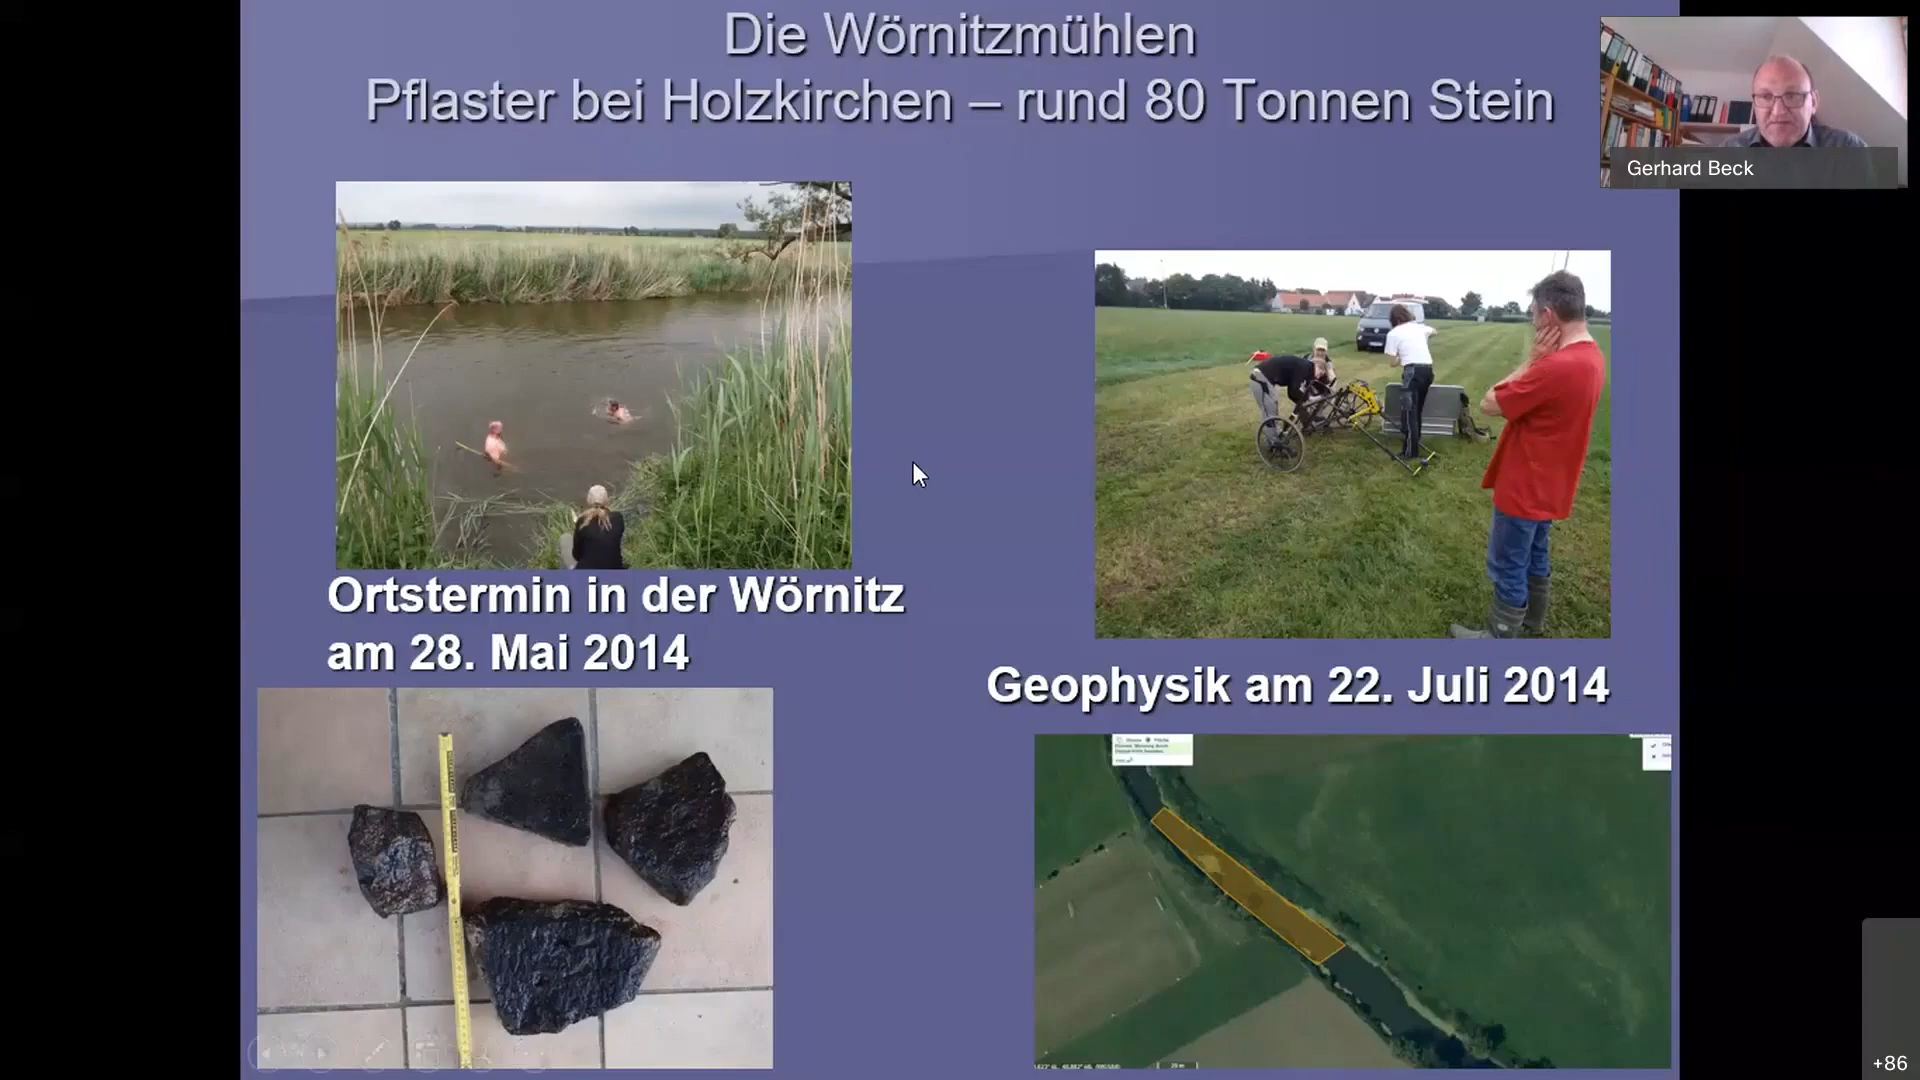 Die Wörnitzmühlen
Pflaster bei Holzkirchen – rund 80 Tonnen Stein
Gerhard Beck
Ortstermin in der Wörnitz
am 28. Mai 2014
Geophysik am 22. Juli 2014
+86